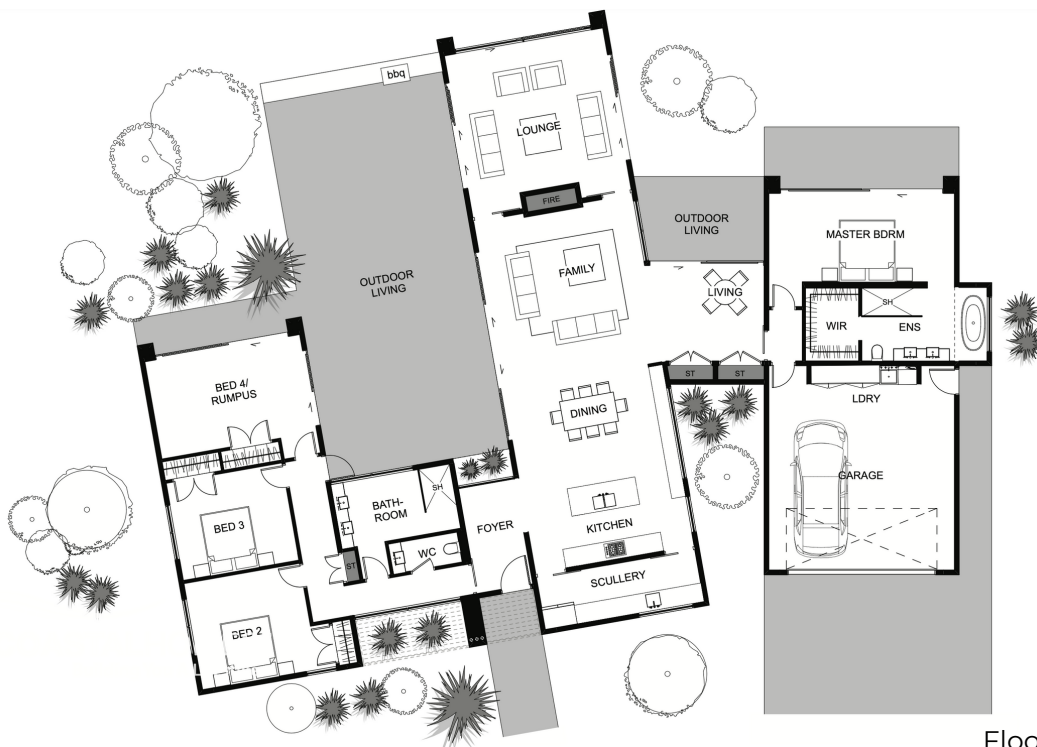 bbq
LOUNGE
FIRE
OUTDOOR
LIVING
MASTER BDRM
OUTDOOR
LIVING
FAMILY
LIVING
SH
WIR
ENS
ST
ST
BED 4/
RUMPUS
LDRY
DINING
GARAGE
SH
BATH-
ROOM
BED 3
FOYER
KITCHEN
WC
ST
SCULLERY
BED 2
Floo